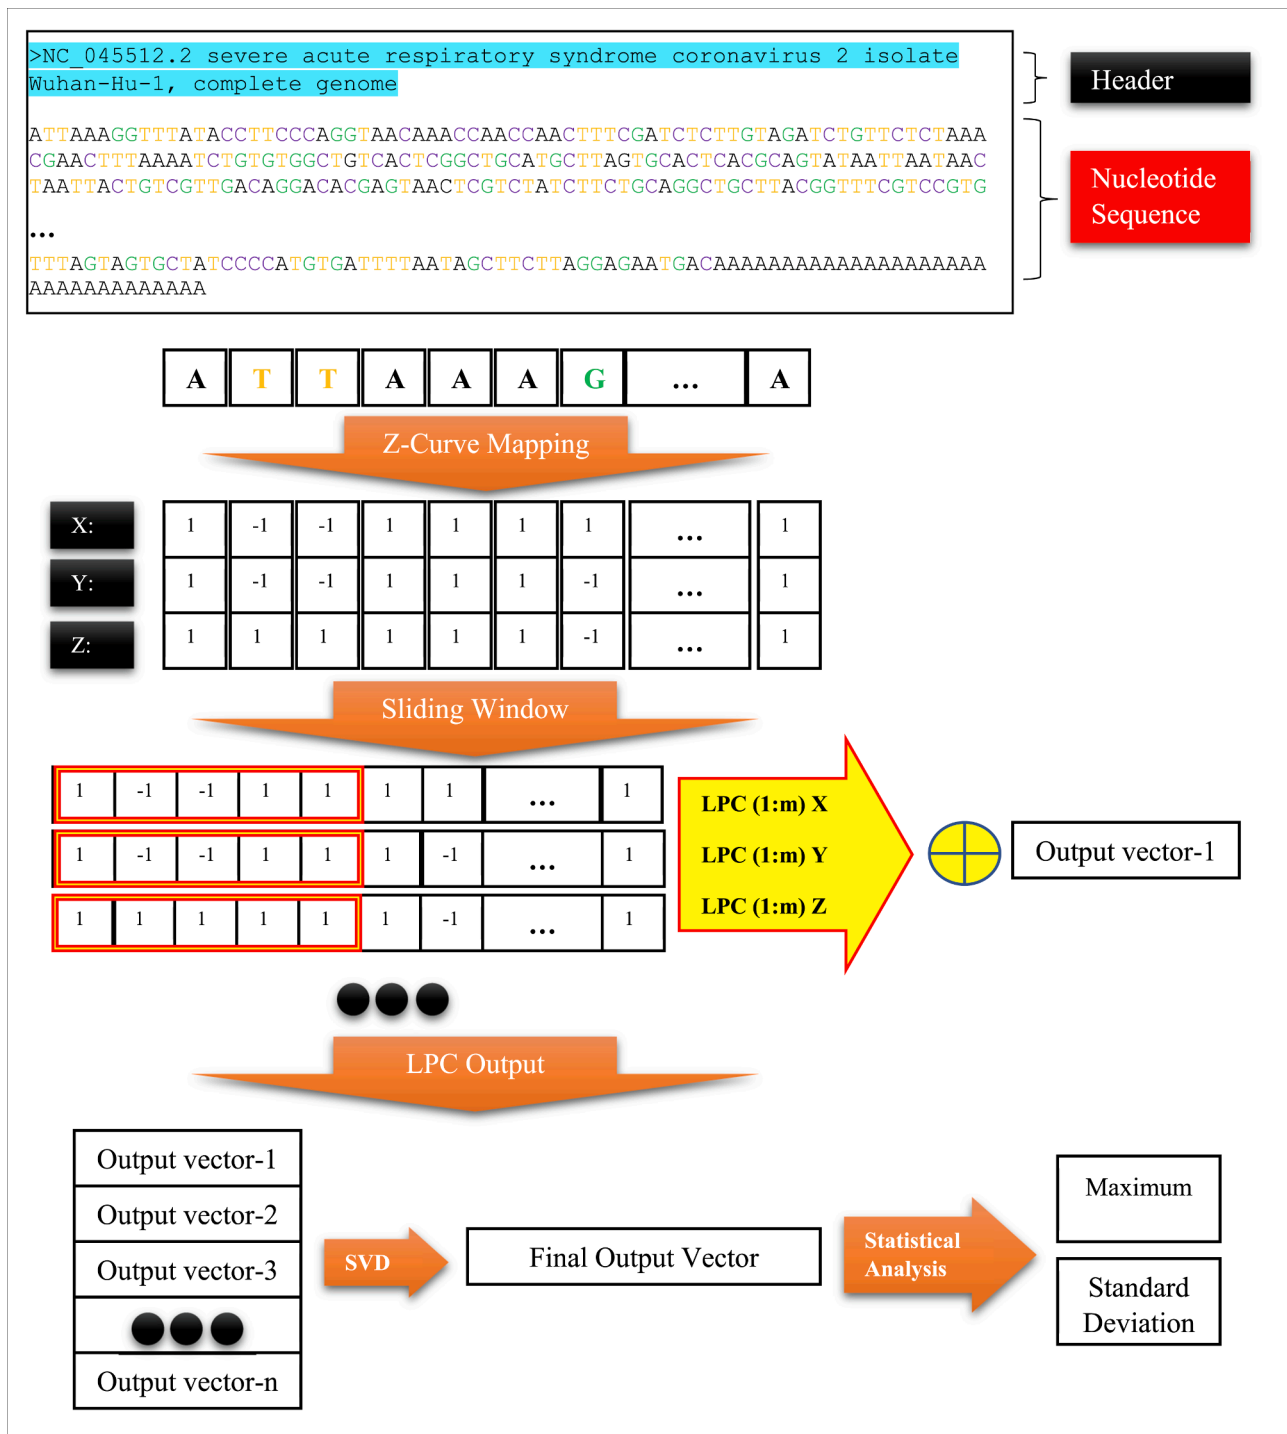 >NC_045512.2 severe acute respiratory syndrome coronavirus 2 isolate
Wuhan-Hu-1, complete genome
Header
ATTAAAGGTTTATACCTTCCCAGGTAACAAACCAACCAACTTTCGATCTCTTGTAGATCTGTTCTCTAAA
CGAACTTTAAAATCTGTGTGGCTGTCACTCGGCTGCATGCTTAGTGCACTCACGCAGTATAATTAATAAC
TAATTACTGTCGTTGACAGGACACGAGTAACTCGTCTATCTTCTGCAGGCTGCTTACGGTTTCGTCCGTG
...
TTTAGTAGTGCTATCCCCATGTGATTTTAATAGCTTCTTAGGAGAATGACAAAAAAAAAAAAAAAAAAAA
AAAAAAAAAAAAA
Nucleotide
Sequence
A T T A A A G ... A
Z-Curve Mapping
X: 1 -1 -1 1 1 1 1 ... 1
Y: 1 -1 -1 1 1 1 -1 ... 1
Z: 1 1 1 1 1 1 -1 ... 1
Sliding Window
1 -1 -1 1 1 1 1 ... 1
1 -1 -1 1 1 1 -1 ... 1
1 1 1 1 1 1 -1 ... 1
LPC (1:m) X
LPC (1:m) Y
LPC (1:m) Z
Output vector-1
LPC Output
Output vector-1
Output vector-2
Output vector-3
Output vector-n
SVD
Final Output Vector
Statistical
Analysis
Maximum
Standard
Deviation